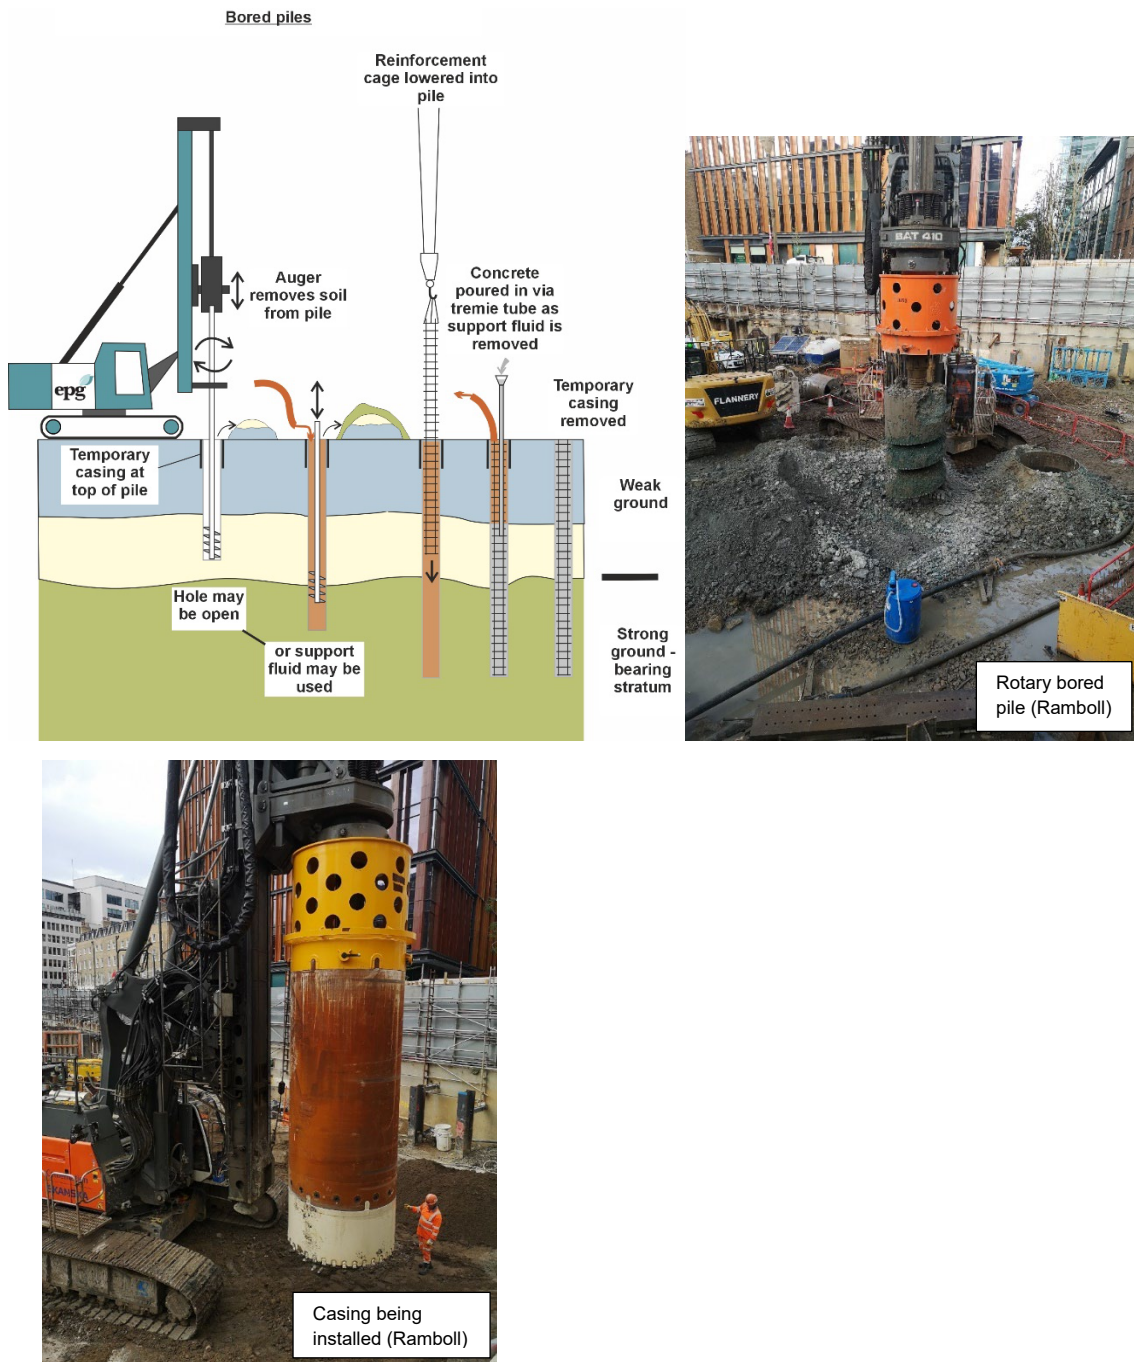 Bored piles
Reinforcement
cage lowered into
pile
Auger
removes soil
from pile
Concrete
poured in via
tremie tube as
support fluid is
removed
epg
Temporary
casing
removed
Temporary
casing at
top of pile
Weak
ground
Hole may
be open
or support
fluid may be
used
Strong
ground -
bearing
stratum
BAT 410
FLANNERY
Rotary bored
pile (Ramboll)
SKANSKA
Casing being
installed (Ramboll)